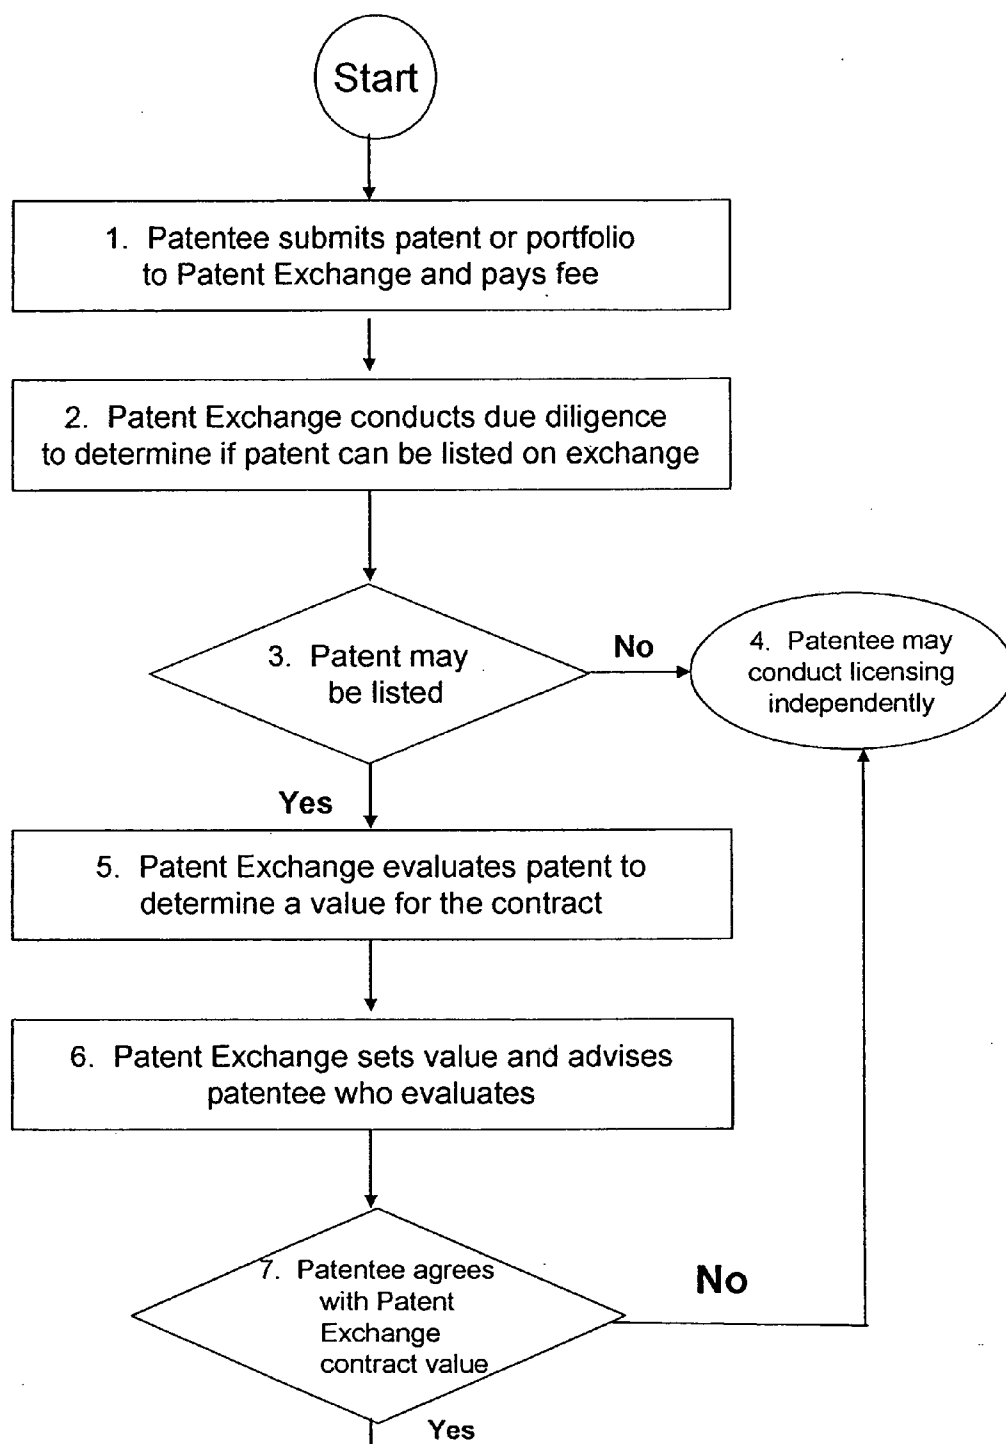 Start
1. Patentee submits patent or portfolio
to Patent Exchange and pays fee
2. Patent Exchange conducts due diligence
to determine if patent can be listed on exchange
3. Patent may
be listed
No
4. Patentee may
conduct licensing
independently
Yes
5. Patent Exchange evaluates patent to
determine a value for the contract
6. Patent Exchange sets value and advises
patentee who evaluates
7. Patentee agrees
with Patent
Exchange
contract value
No
Yes